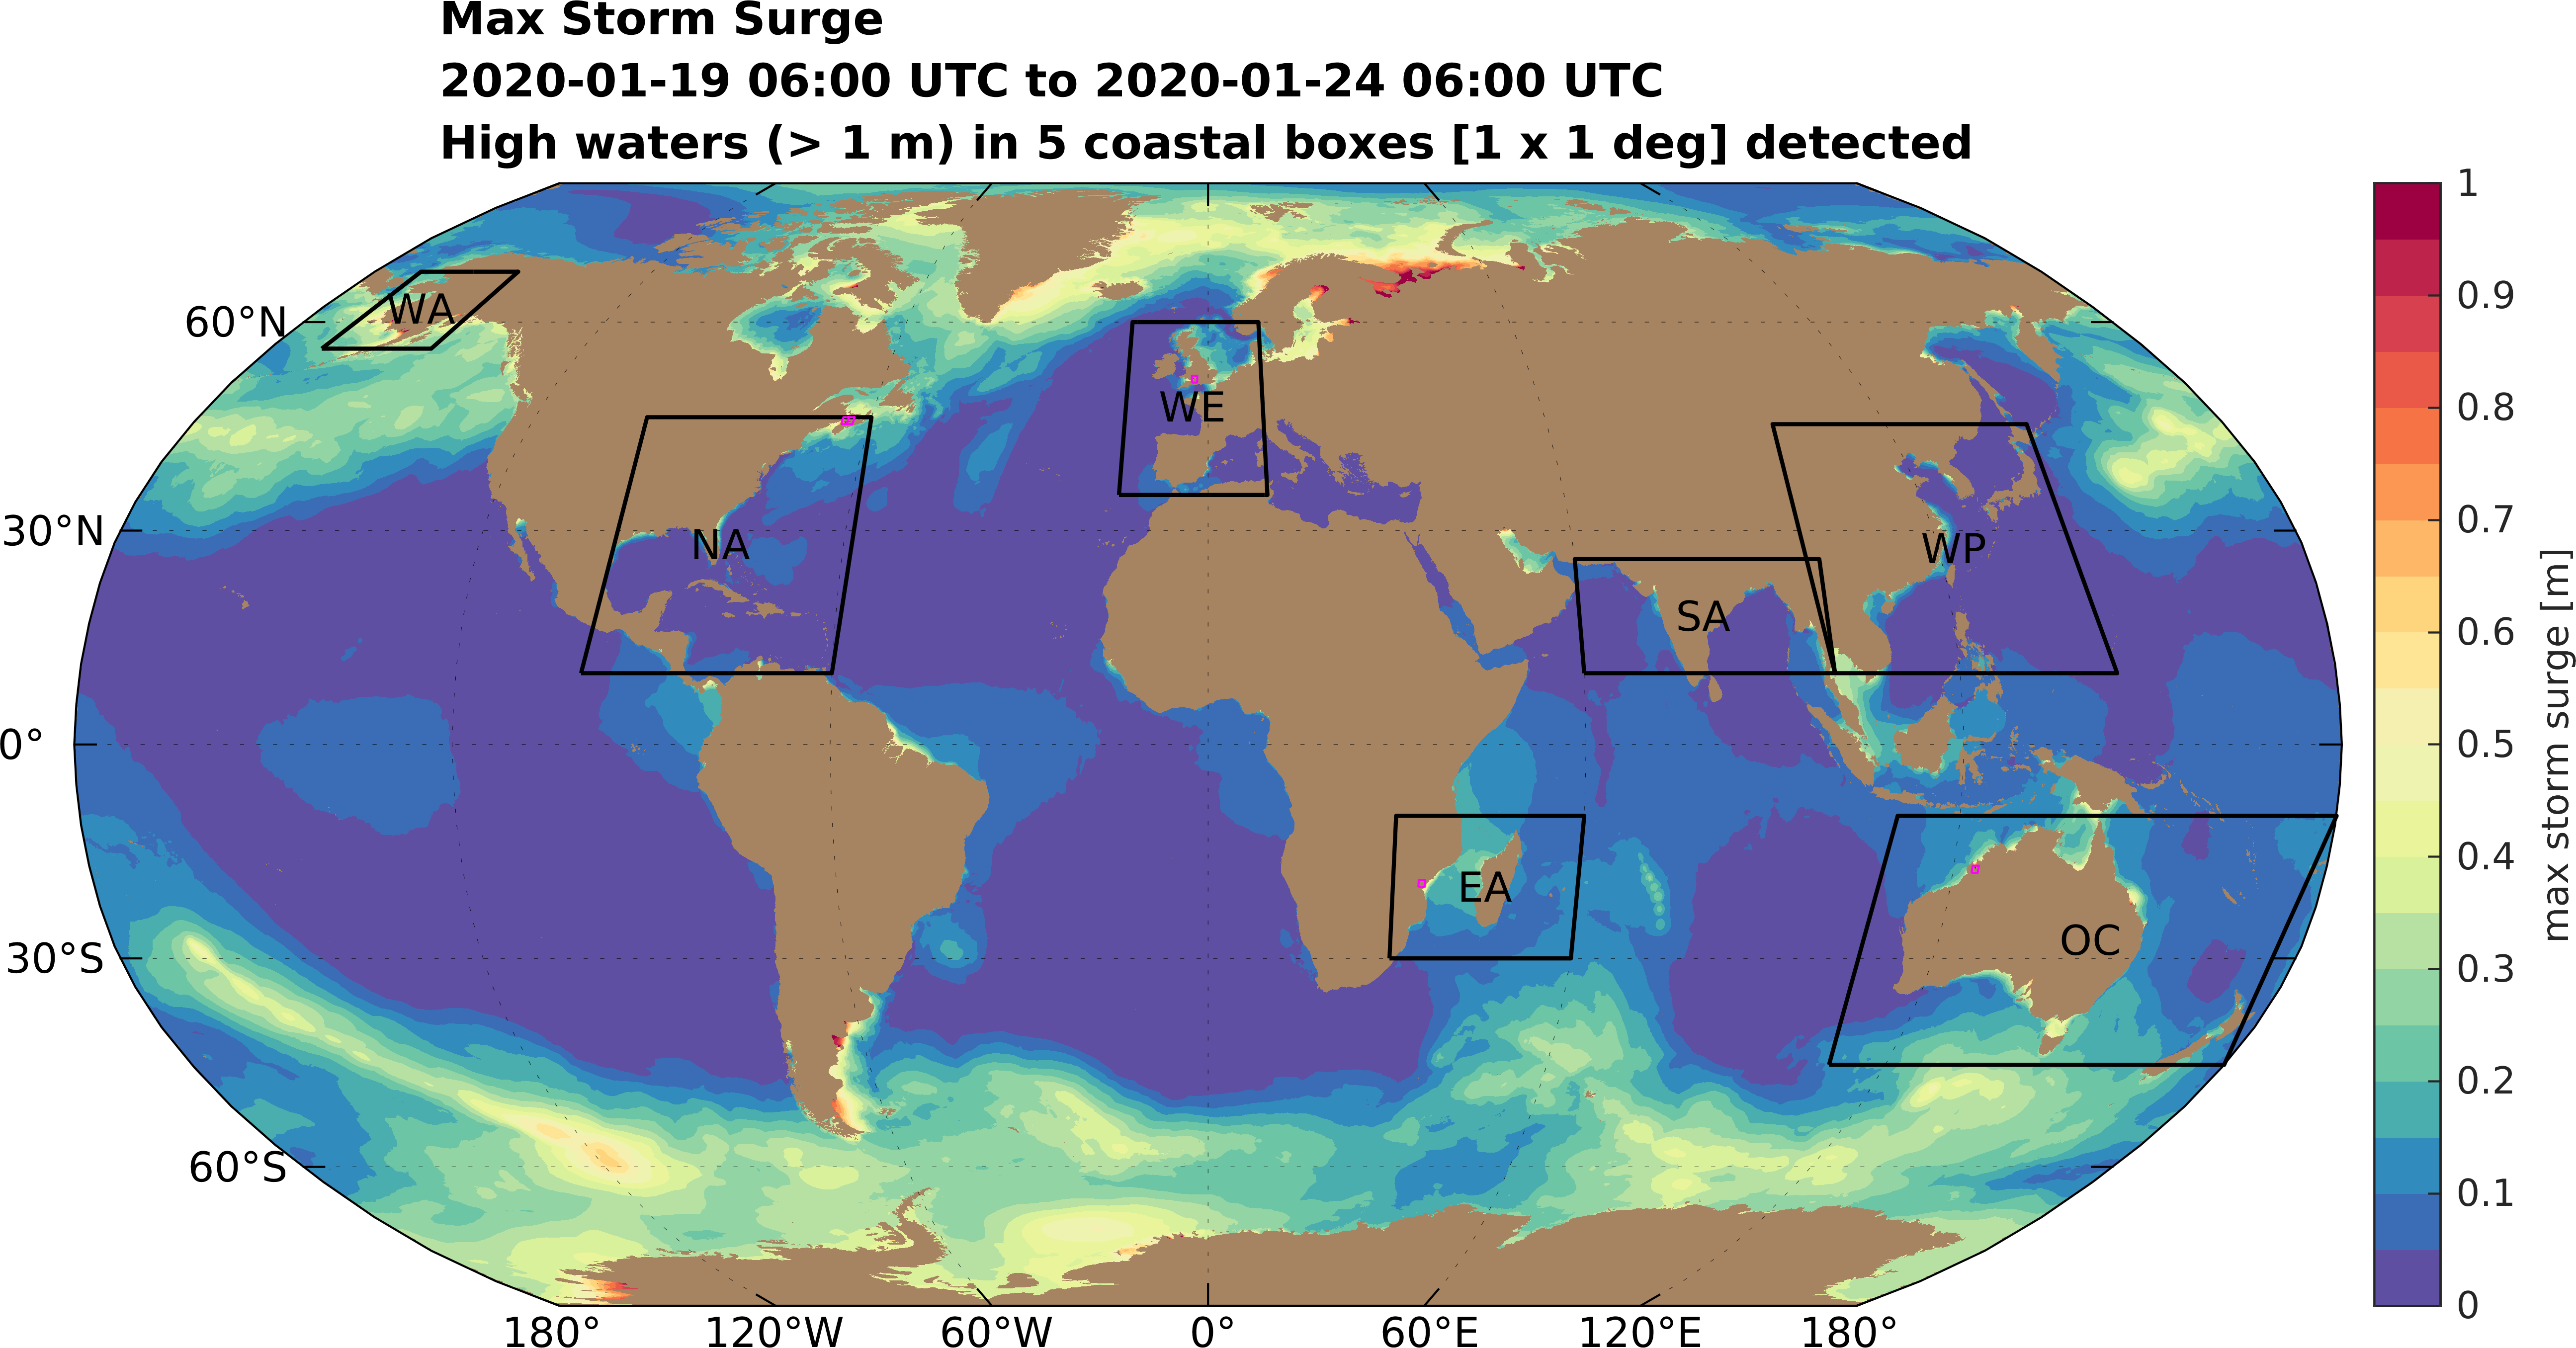 Max Storm Surge
2020-01-19 06:00 UTC to 2020-01-24 06:00 UTC
High waters (> 1 m) in 5 coastal boxes [1 x 1 deg] detected
60°N
30°N
0°
30°S
60°S
180°
120°W
60°W
0°
60°E
120°E
180°
WA
NA
WE
SA
WP
EA
OC
1
0.9
0.8
0.7
0.6
0.5
0.4
0.3
0.2
0.1
0
max storm surge [m]